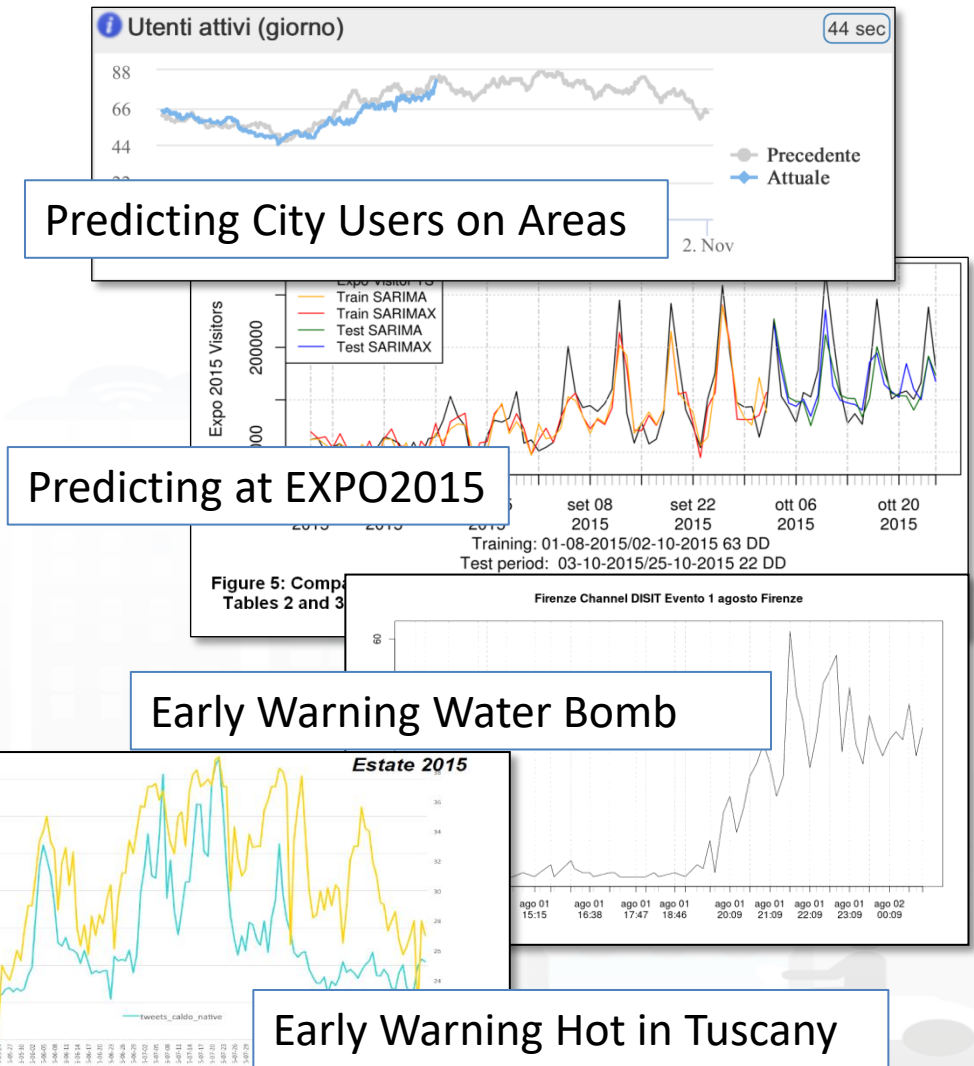 Utenti attivi (giorno)
44 sec
88
66
44
Precedente
Attuale
2. Nov
Predicting City Users on Areas
Expo 2015 Visitors
200000
Train SARIMA
Train SARIMAX
Test SARIMA
Test SARIMAX
Predicting at EXPO2015
set 08 set 22 ott 06 ott 20
2015 2015 2015 2015 2015 2015 2015
Training: 01-08-2015/02-10-2015 63 DD
Test period: 03-10-2015/25-10-2015 22 DD
Figure 5:
Tables 2 and 3
Firenze Channel DISIT Evento 1 agosto Firenze
60
Early Warning Water Bomb
ago 01 ago 01 ago 01 ago 01 ago 01 ago 01 ago 01 ago 01 ago 02
15:15 16:38 17:47 18:46 20:09 21:09 22:09 23:09 00:09
Estate 2015
38
36
34
32
30
28
26
24
tweets_caldo_native
Early Warning Hot in Tuscany